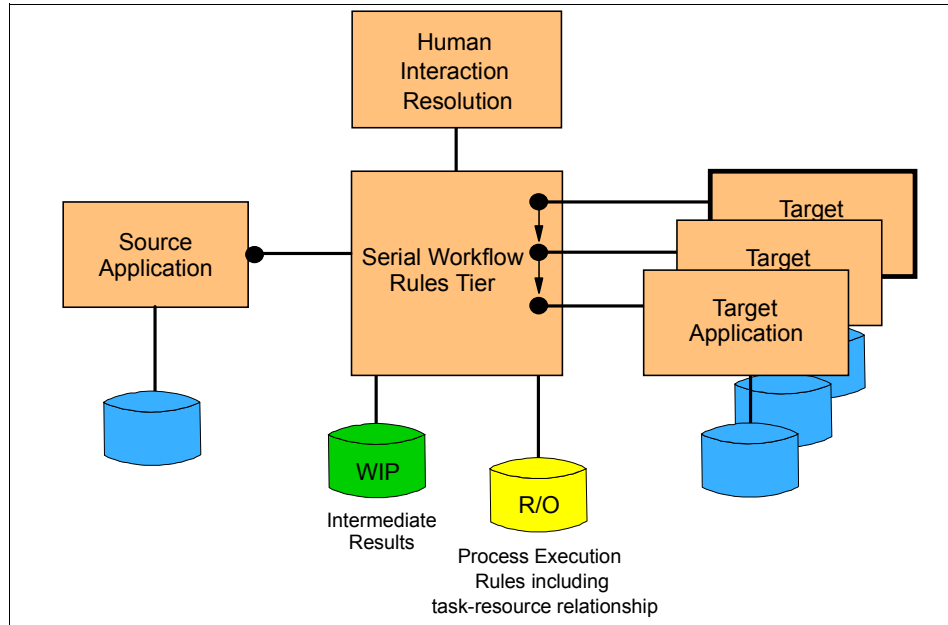 Human
Interaction
Resolution
Source
Application
Serial Workflow
Rules Tier
Target
Target
Target
Application
WIP
Intermediate
Results
R/O
Process Execution
Rules including
task-resource relationship